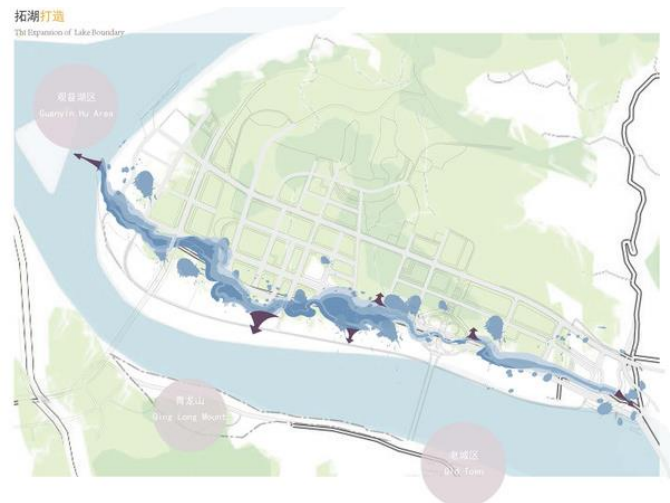 拓湖打造
The Expansion of Lake Boundary
观音湖区
Guanyin Hu Area
青龙山
Qing Long Mount
老城区
Old Town